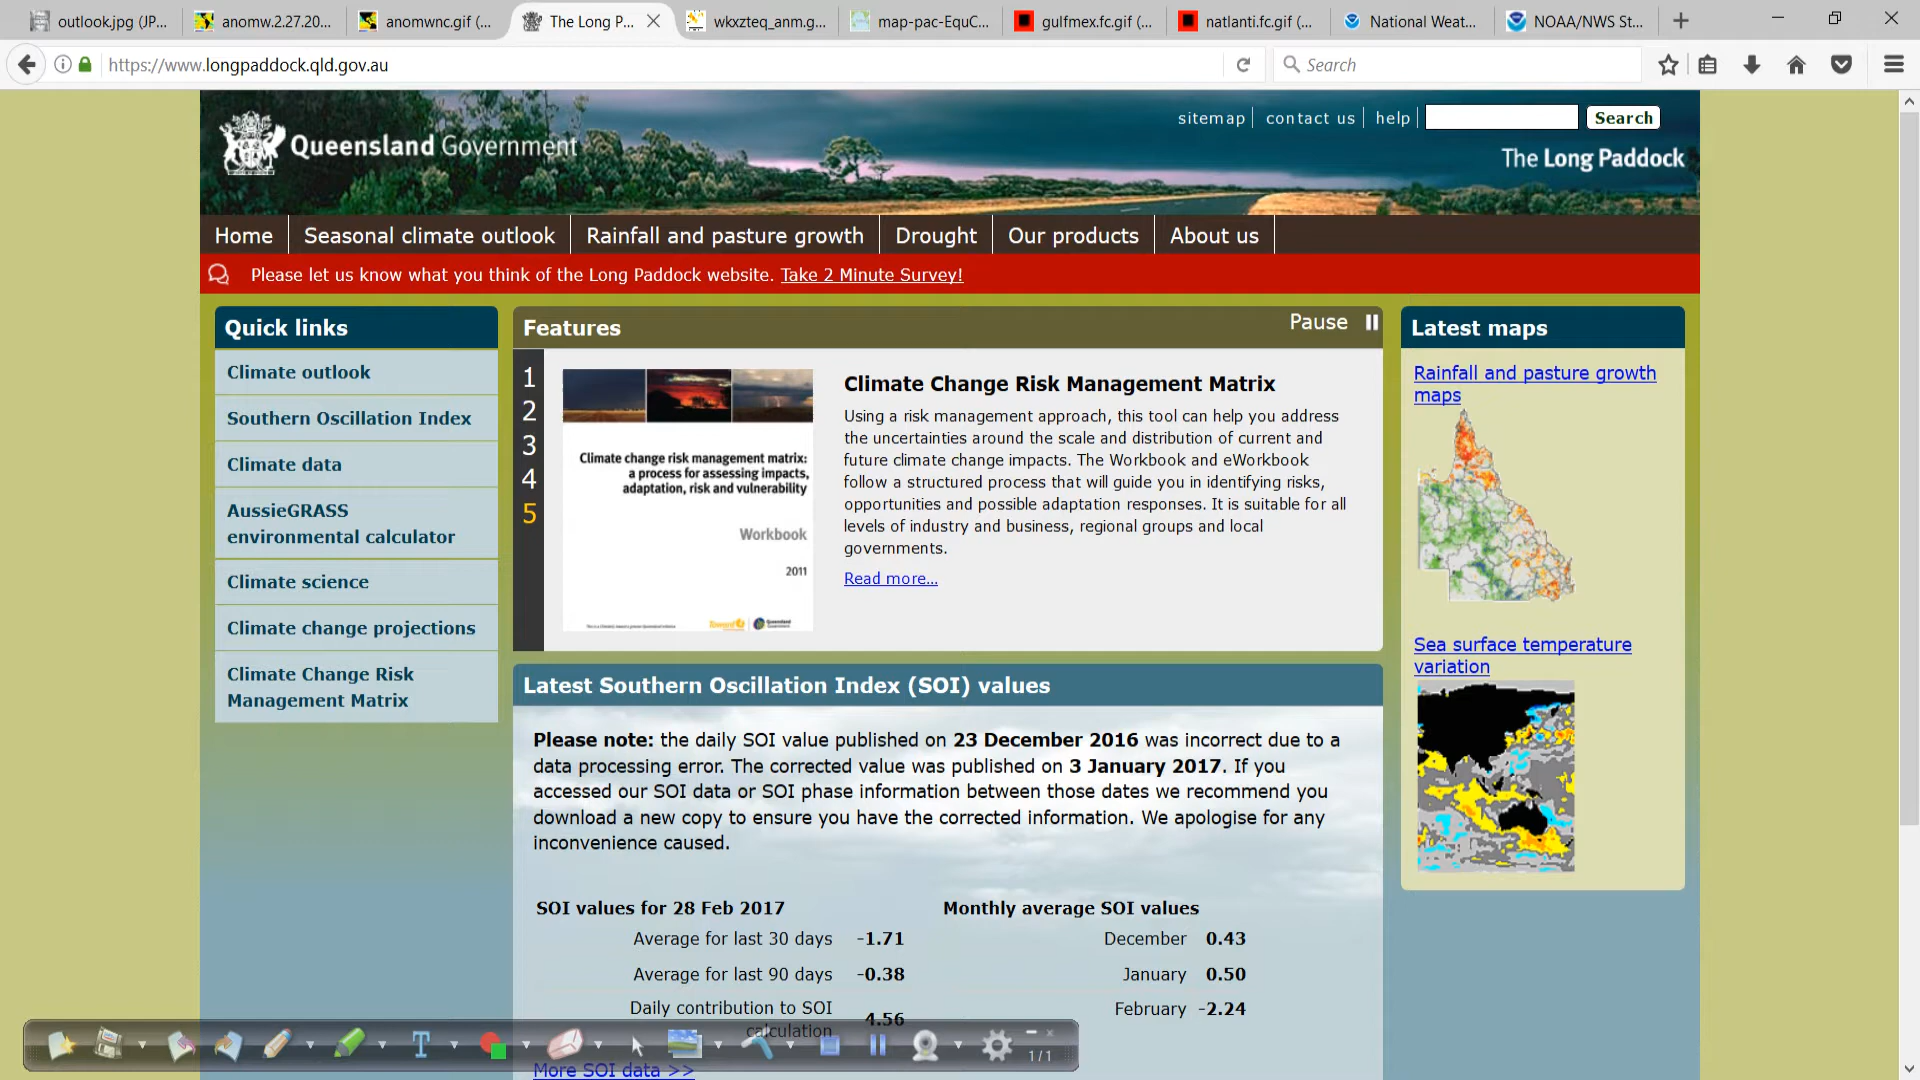 outlook.jpg (JP...
anomw.2.27.20...
anomwnc.gif (...
The Long P...
wkxzteq_anm.g...
map-pac-EquC...
gulfmex.fc.gif (...
natlanti.fc.gif (...
National Weat...
NOAA/NWS St...
https://www.longpaddock.qld.gov.au
Search
sitemap
contact us
help
Search
Queensland Government
The Long Paddock
Home
Seasonal climate outlook
Rainfall and pasture growth
Drought
Our products
About us
Please let us know what you think of the Long Paddock website. Take 2 Minute Survey!
Quick links
Climate outlook
Southern Oscillation Index
Climate data
AussieGRASS
environmental calculator
Climate science
Climate change projections
Climate Change Risk
Management Matrix
Features
Pause
1
2
3
4
5
Climate change risk management matrix:
a process for assessing impacts,
adaptation, risk and vulnerability
Workbook
2011
Climate Change Risk Management Matrix
Using a risk management approach, this tool can help you address
the uncertainties around the scale and distribution of current and
future climate change impacts. The Workbook and eWorkbook
follow a structured process that will guide you in identifying risks,
opportunities and possible adaptation responses. It is suitable for all
levels of industry and business, regional groups and local
governments.
Read more...
Latest Southern Oscillation Index (SOI) values
Please note: the daily SOI value published on 23 December 2016 was incorrect due to a
data processing error. The corrected value was published on 3 January 2017. If you
accessed our SOI data or SOI phase information between those dates we recommend you
download a new copy to ensure you have the corrected information. We apologise for any
inconvenience caused.
SOI values for 28 Feb 2017
Average for last 30 days -1.71
Average for last 90 days -0.38
Daily contribution to SOI
calculation 4.56
More SOI data >>
Monthly average SOI values
December 0.43
January 0.50
February -2.24
Latest maps
Rainfall and pasture growth
maps
Sea surface temperature
variation
T
1/1